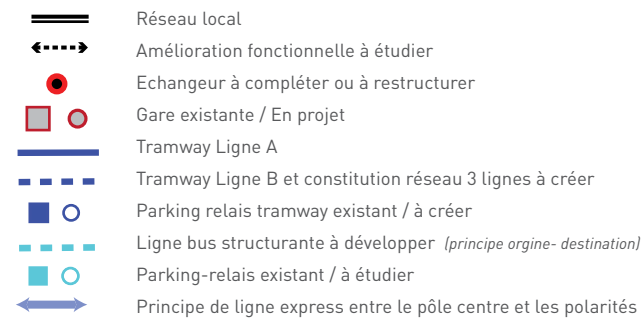 Réseau local
Amélioration fonctionnelle à étudier
Echangeur à compléter ou à restructurer
Gare existante / En projet
Tramway Ligne A
Tramway Ligne B et constitution réseau 3 lignes à créer
Parking relais tramway existant / à créer
Ligne bus structurante à développer (principe orgine- destination)
Parking-relais existant / à étudier
Principe de ligne express entre le pôle centre et les polarités